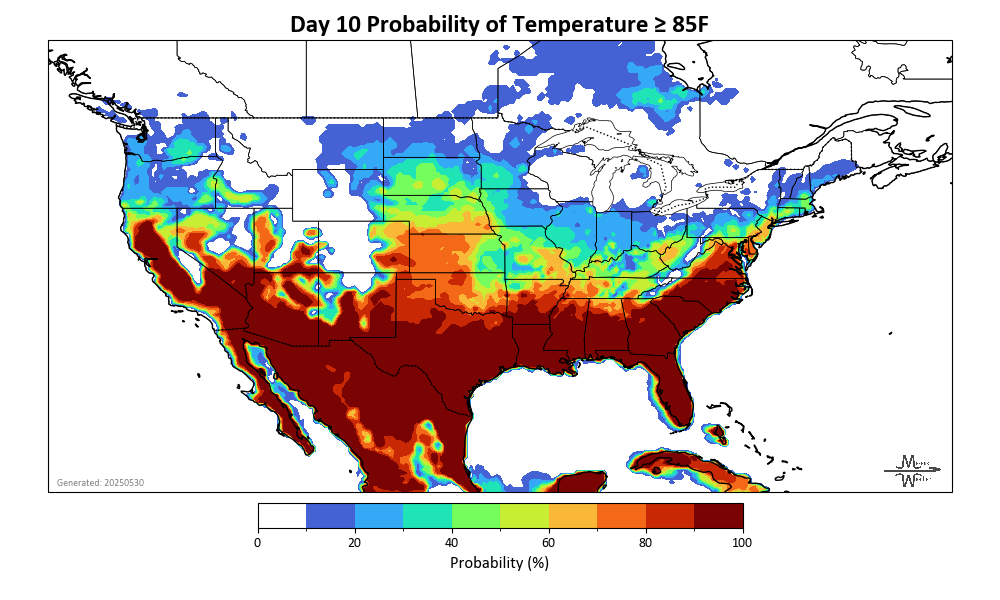 Day 10 Probability of Temperature ≥ 85F
Generated: 20250530
0 20 40 60 80 100
Probability (%)